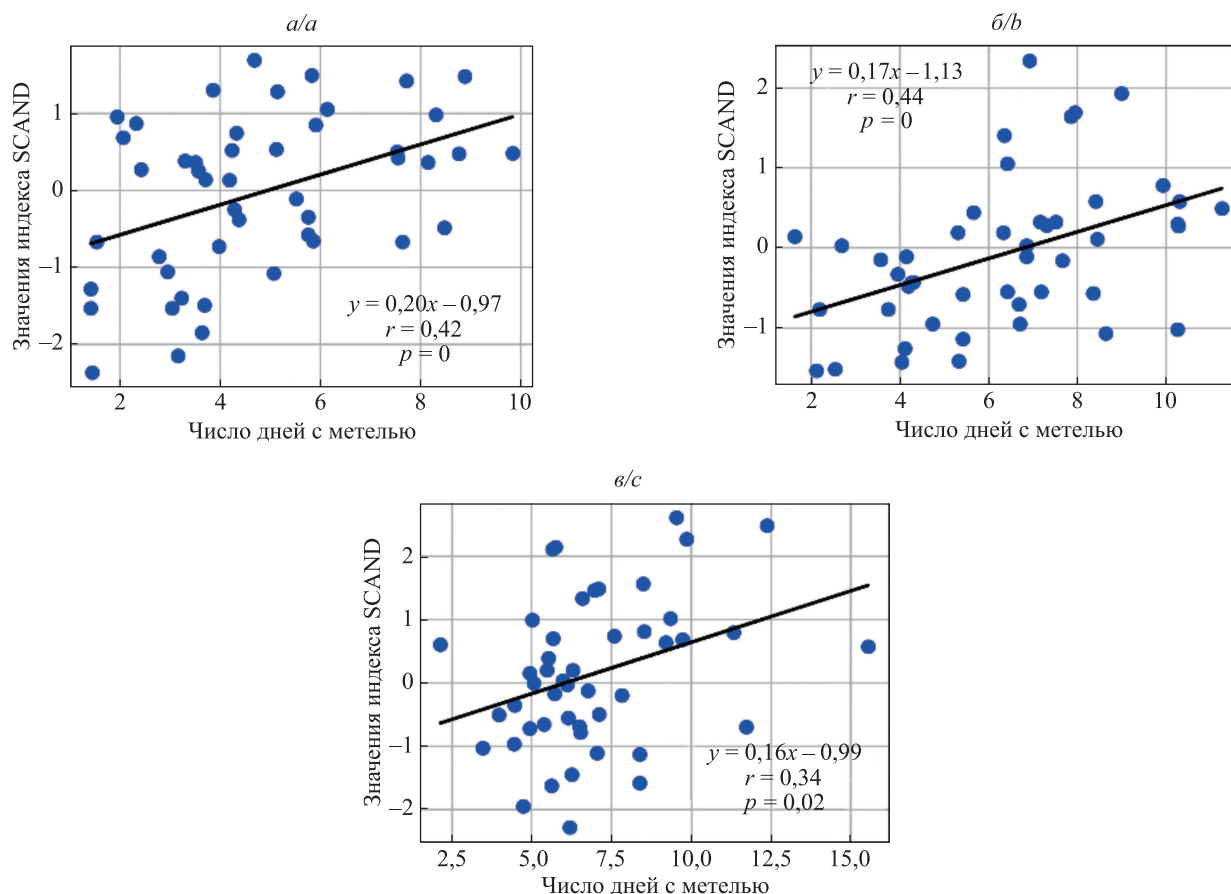 а/a
Значения индекса SCAND
1
0
−1
−2
y = 0,20x – 0,97
r = 0,42
p = 0
2 4 6 8 10
Число дней с метелью
б/b
Значения индекса SCAND
2
1
0
−1
y = 0,17x – 1,13
r = 0,44
p = 0
2 4 6 8 10
Число дней с метелью
в/c
Значения индекса SCAND
2
1
0
−1
−2
y = 0,16x – 0,99
r = 0,34
p = 0,02
2,5 5,0 7,5 10,0 12,5 15,0
Число дней с метелью